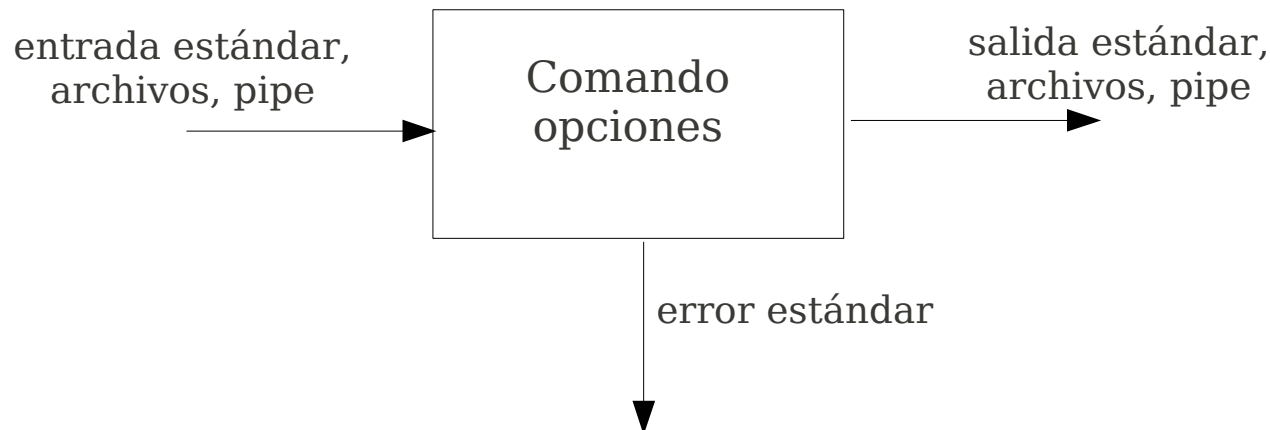 entrada estándar,
archivos, pipe
Comando
opciones
salida estándar,
archivos, pipe
error estándar